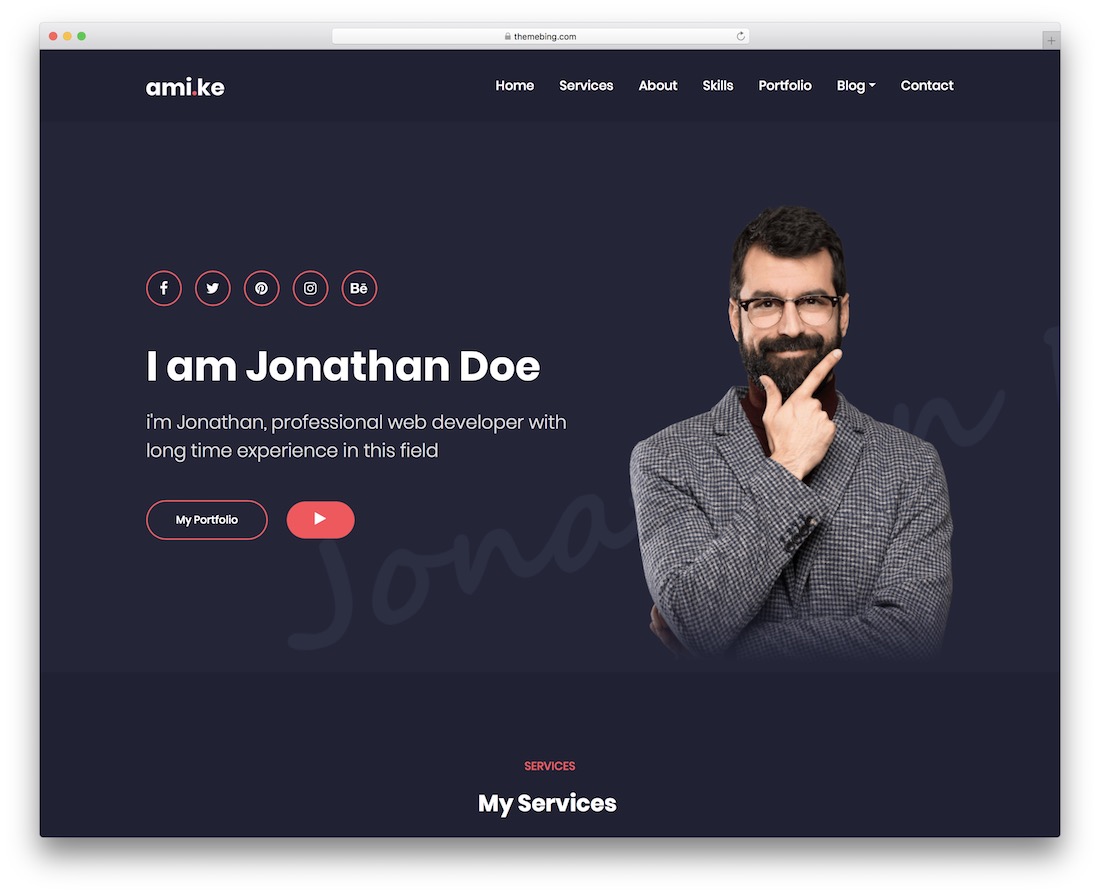 themebing.com
ami.ke
Home Services About Skills Portfolio Blog Contact
Bē
I am Jonathan Doe
i'm Jonathan, professional web developer with
long time experience in this field
My Portfolio
Jonathan
SERVICES
My Services